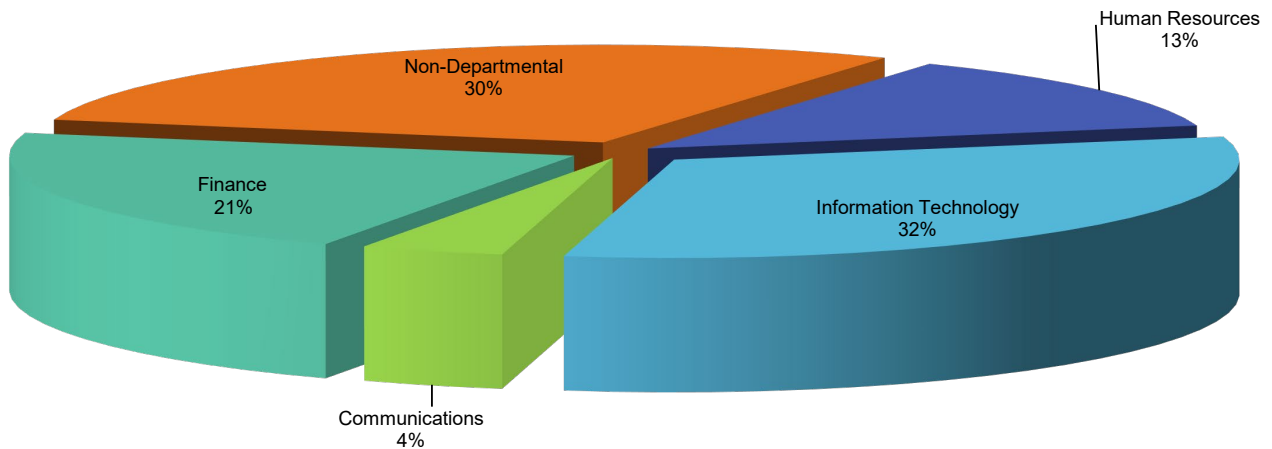 Human Resources
13%
Non-Departmental
30%
Finance
21%
Information Technology
32%
Communications
4%